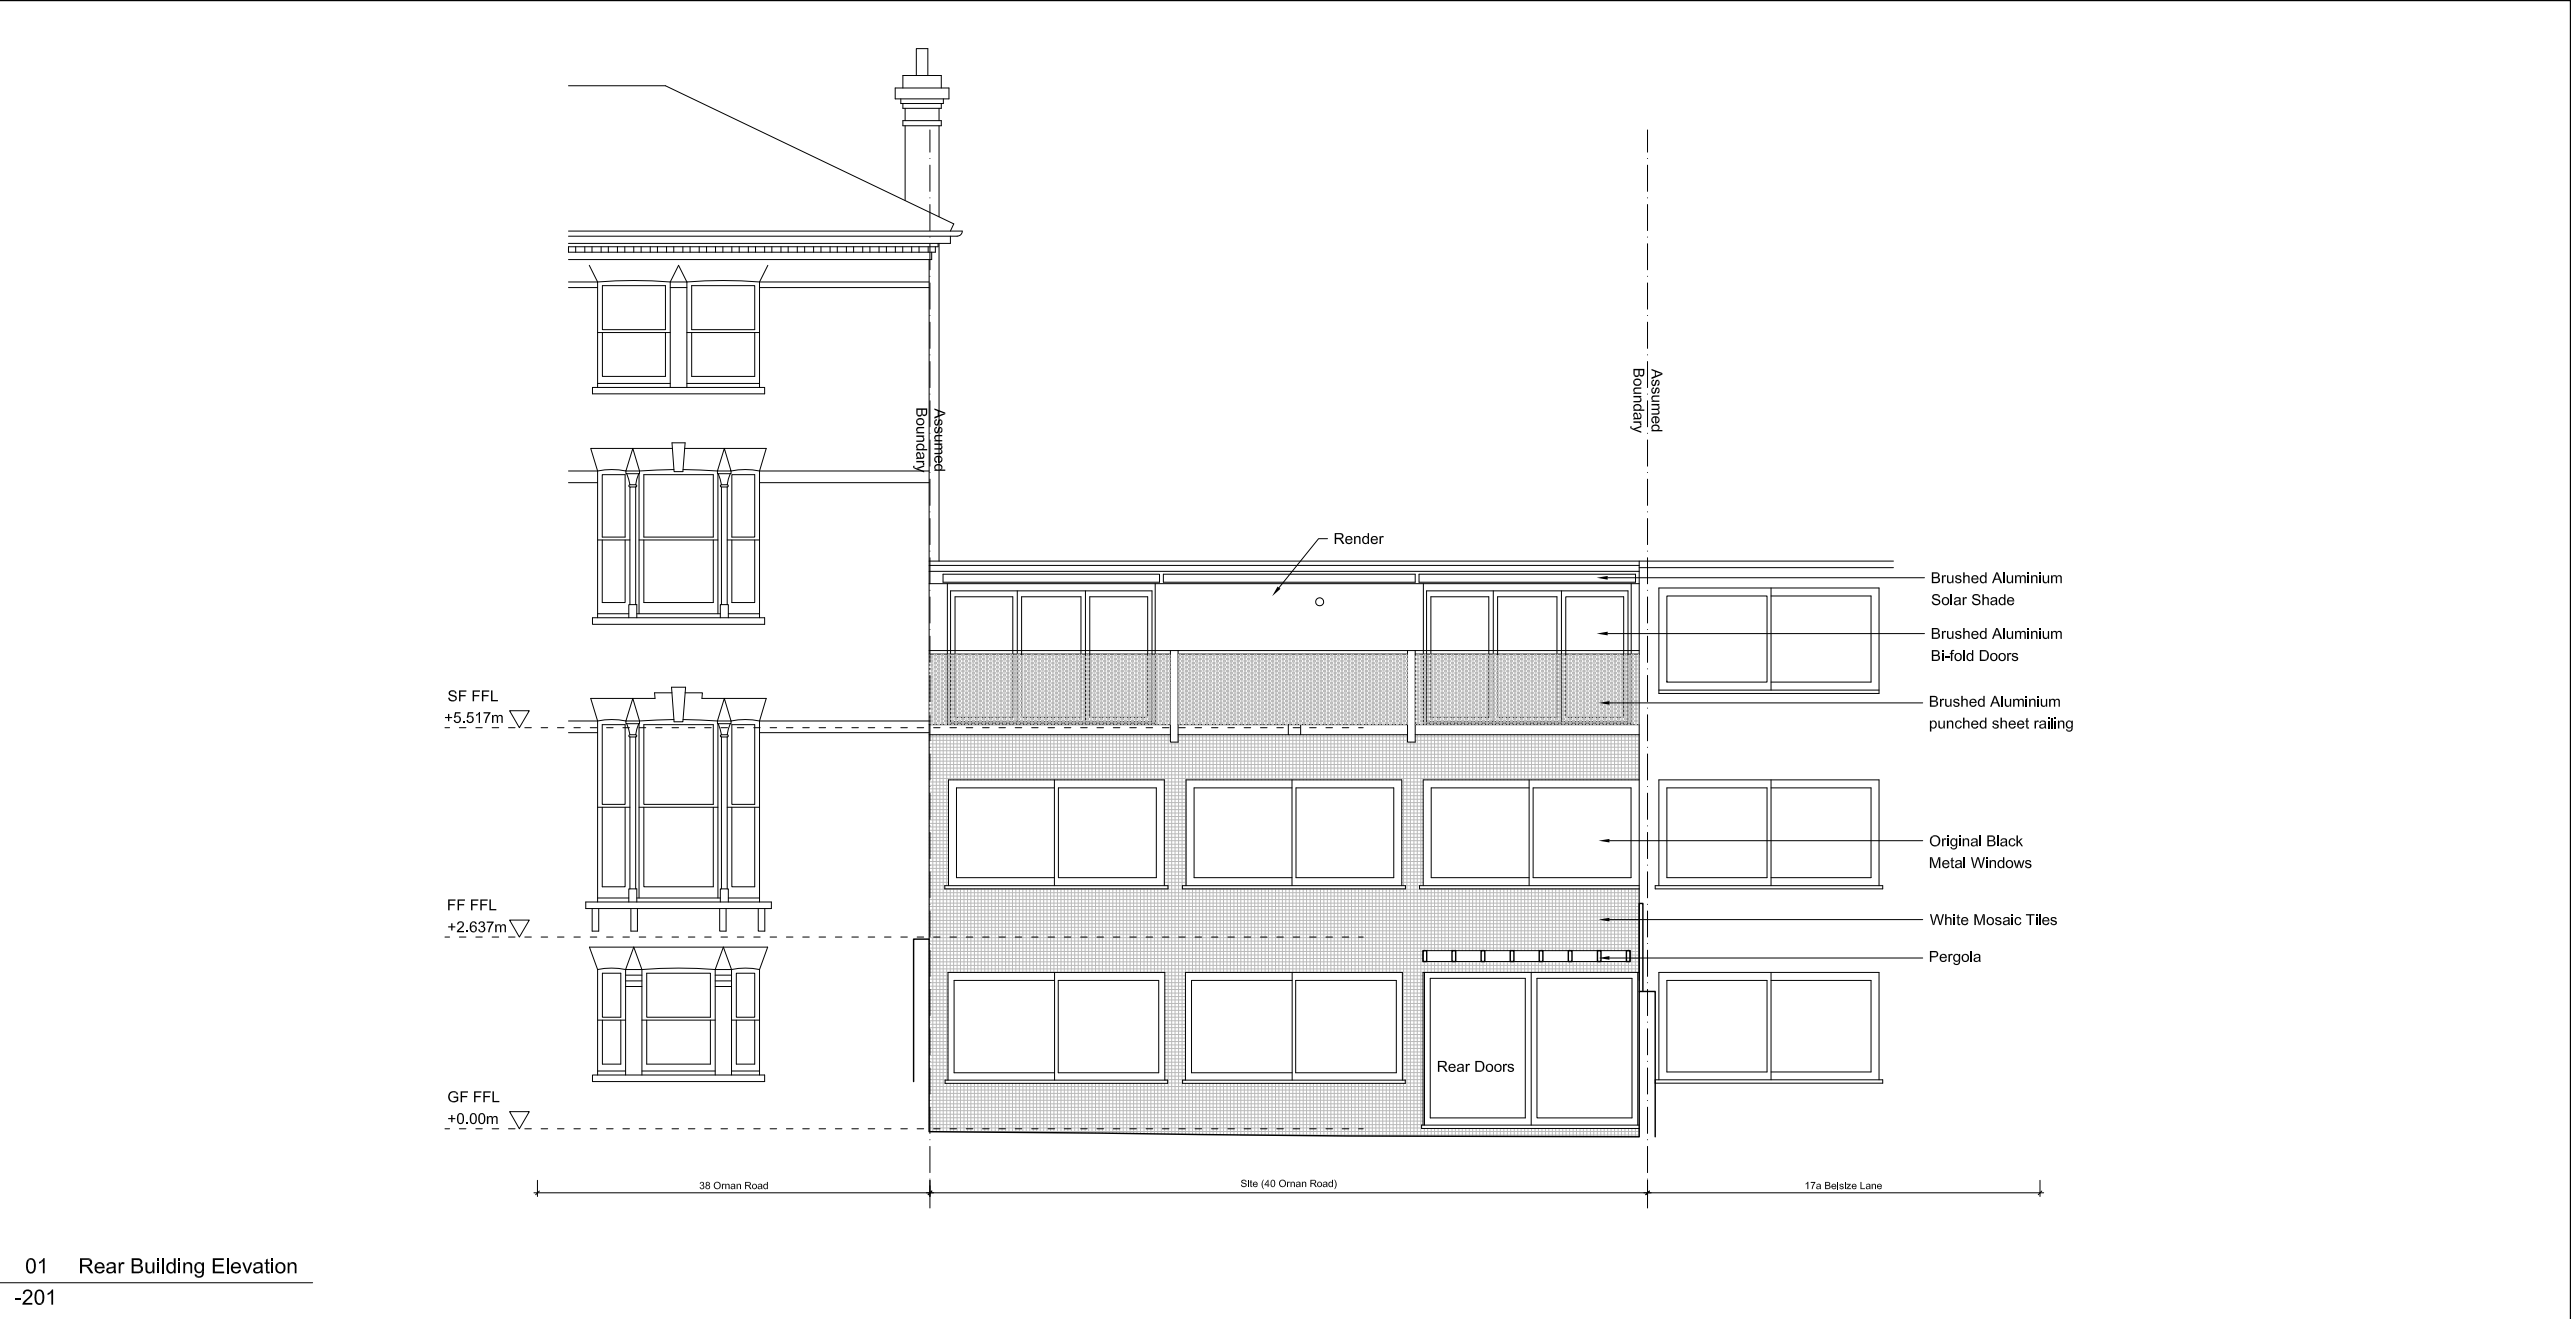 Assumed
Boundary
Assumed
Boundary
Render
Brushed Aluminium
Solar Shade
Brushed Aluminium
Bi-fold Doors
Brushed Aluminium
punched sheet railing
SF FFL
+5.517m
Original Black
Metal Windows
FF FFL
+2.637m
White Mosaic Tiles
Pergola
Rear Doors
GF FFL
+0.00m
38 Ornan Road
Site (40 Ornan Road)
17a Belsize Lane
01 Rear Building Elevation
-201